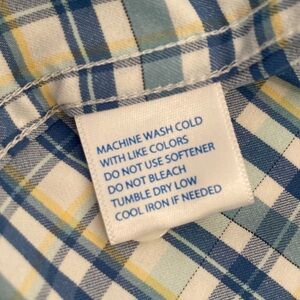 MACHINE WASH COLD
WITH LIKE COLORS
DO NOT USE SOFTENER
DO NOT BLEACH
TUMBLE DRY LOW
COOL IRON IF NEEDED